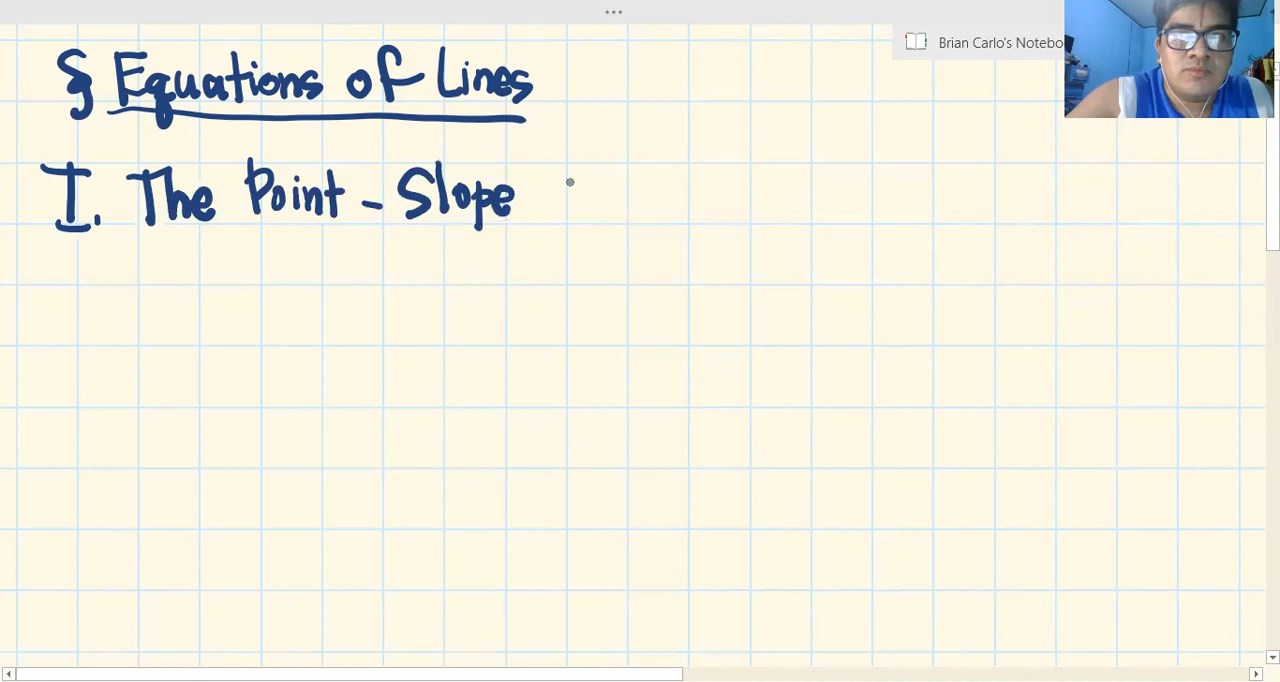 Brian Carlo's Notebo
§ Equations of Lines
I. The Point - Slope